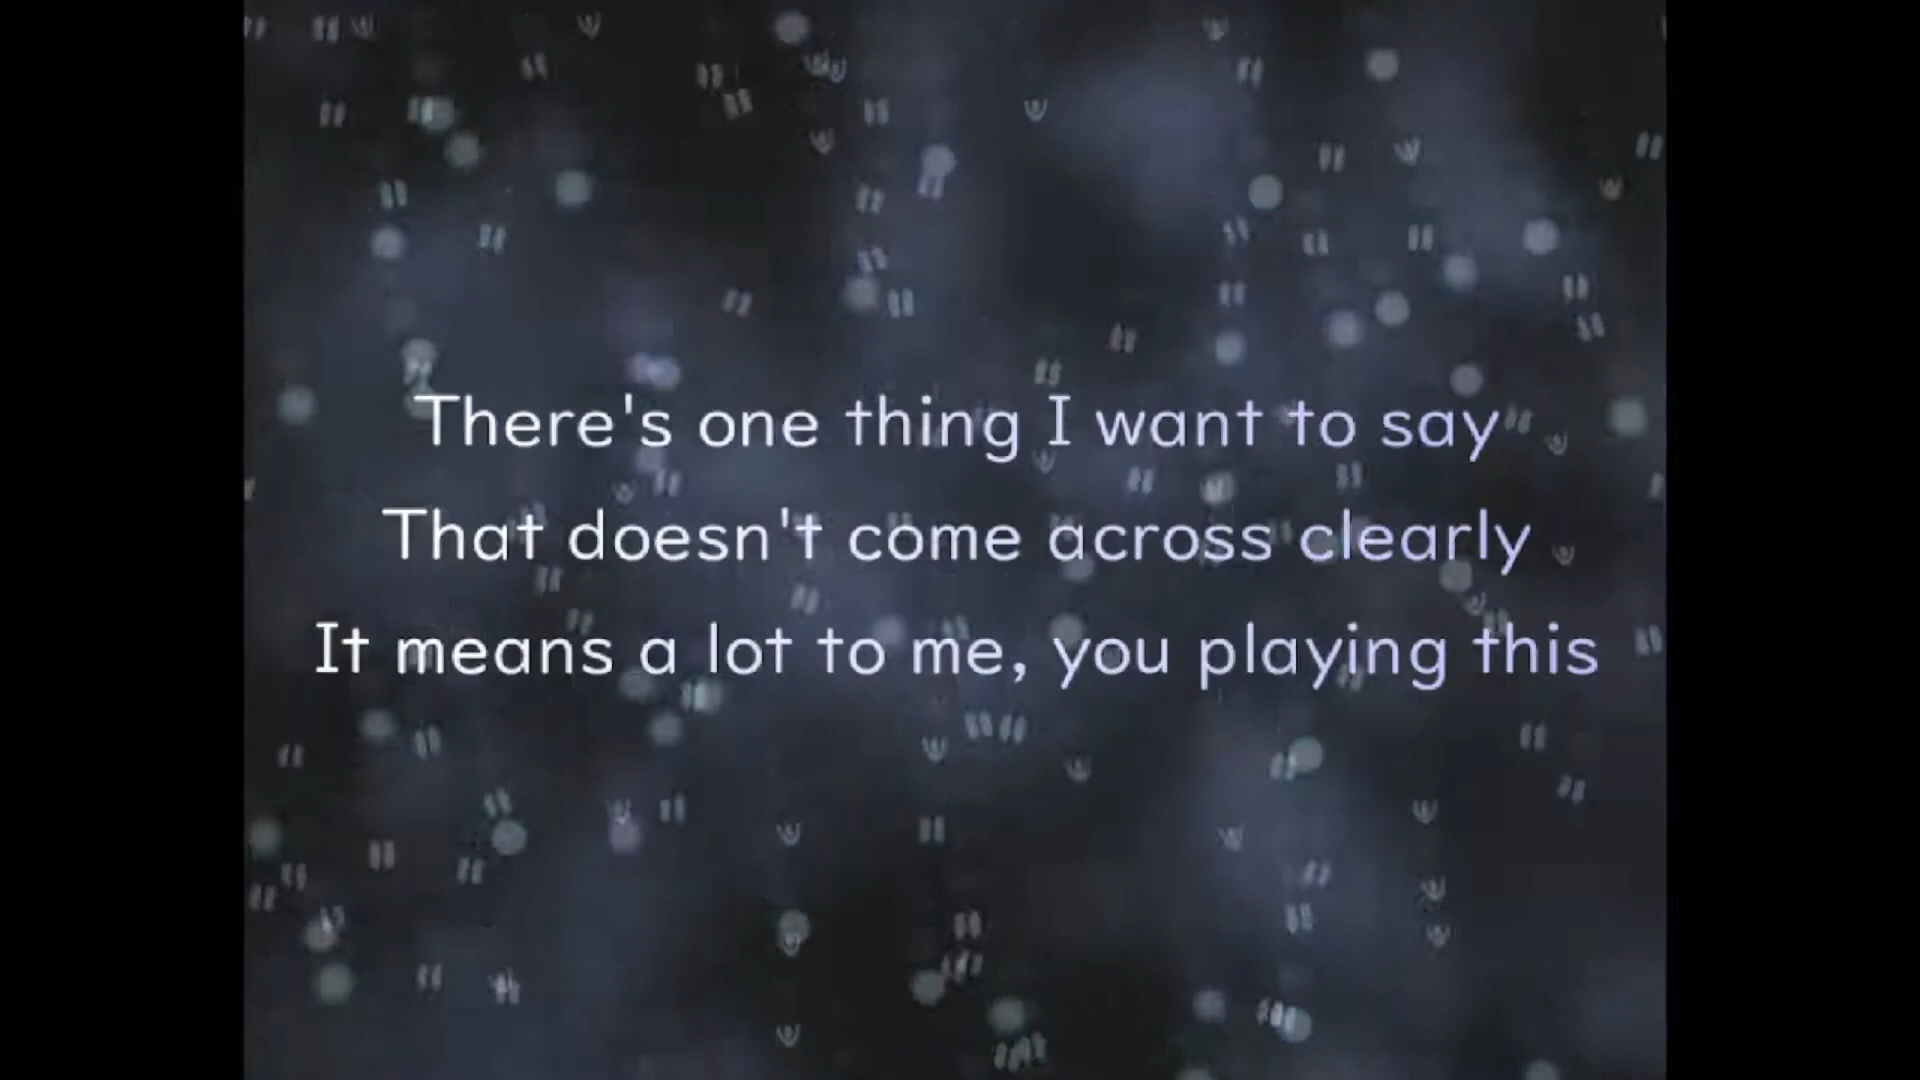 There's one thing I want to say
That doesn't come across clearly
It means a lot to me, you playing this